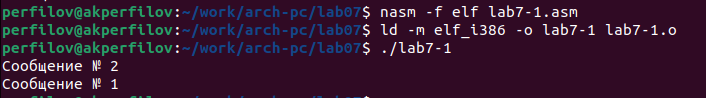 perfilov@akperfilov:~/work/arch-pc/lab07$ nasm -f elf lab7-1.asm
perfilov@akperfilov:~/work/arch-pc/lab07$ ld -m elf_i386 -o lab7-1 lab7-1.o
perfilov@akperfilov:~/work/arch-pc/lab07$ ./lab7-1
Сообщение № 2
Сообщение № 1